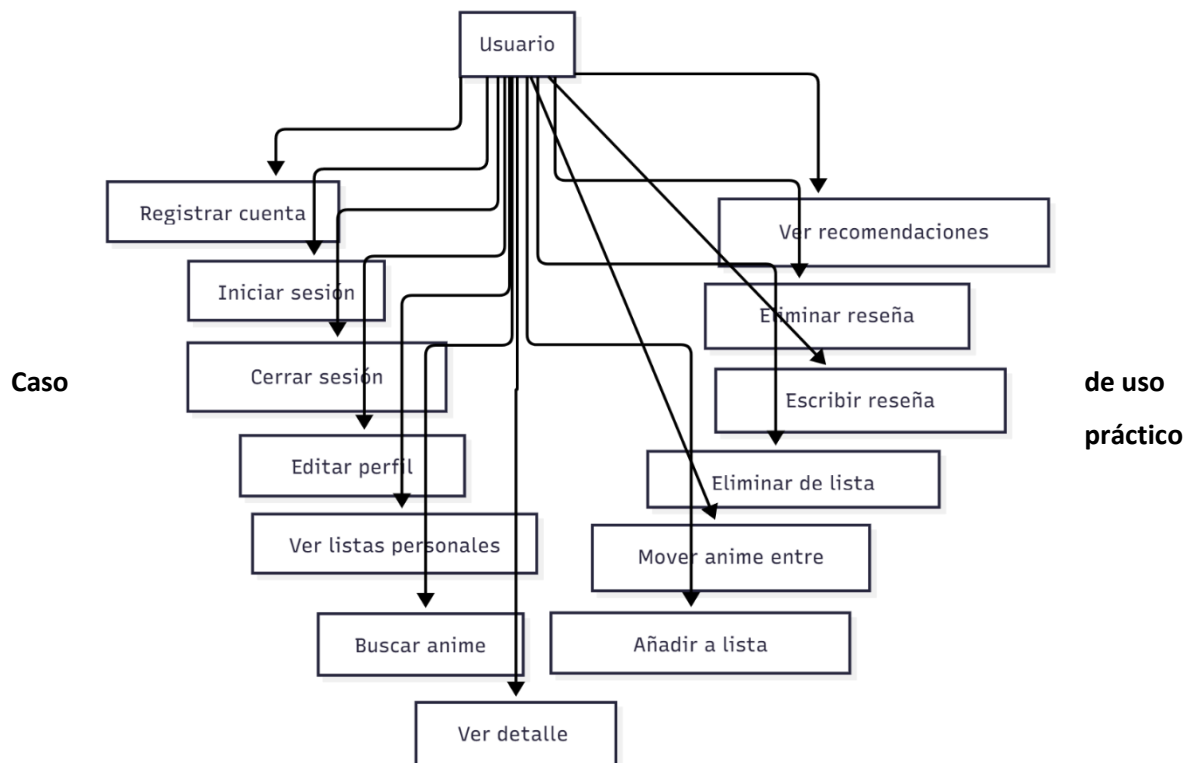 Usuario
Registrar cuenta
Ver recomendaciones
Iniciar sesión
Eliminar reseña
Cerrar sesión
Caso
de uso
práctico
Escribir reseña
Editar perfil
Eliminar de lista
Ver listas personales
Mover anime entre
Buscar anime
Añadir a lista
Ver detalle